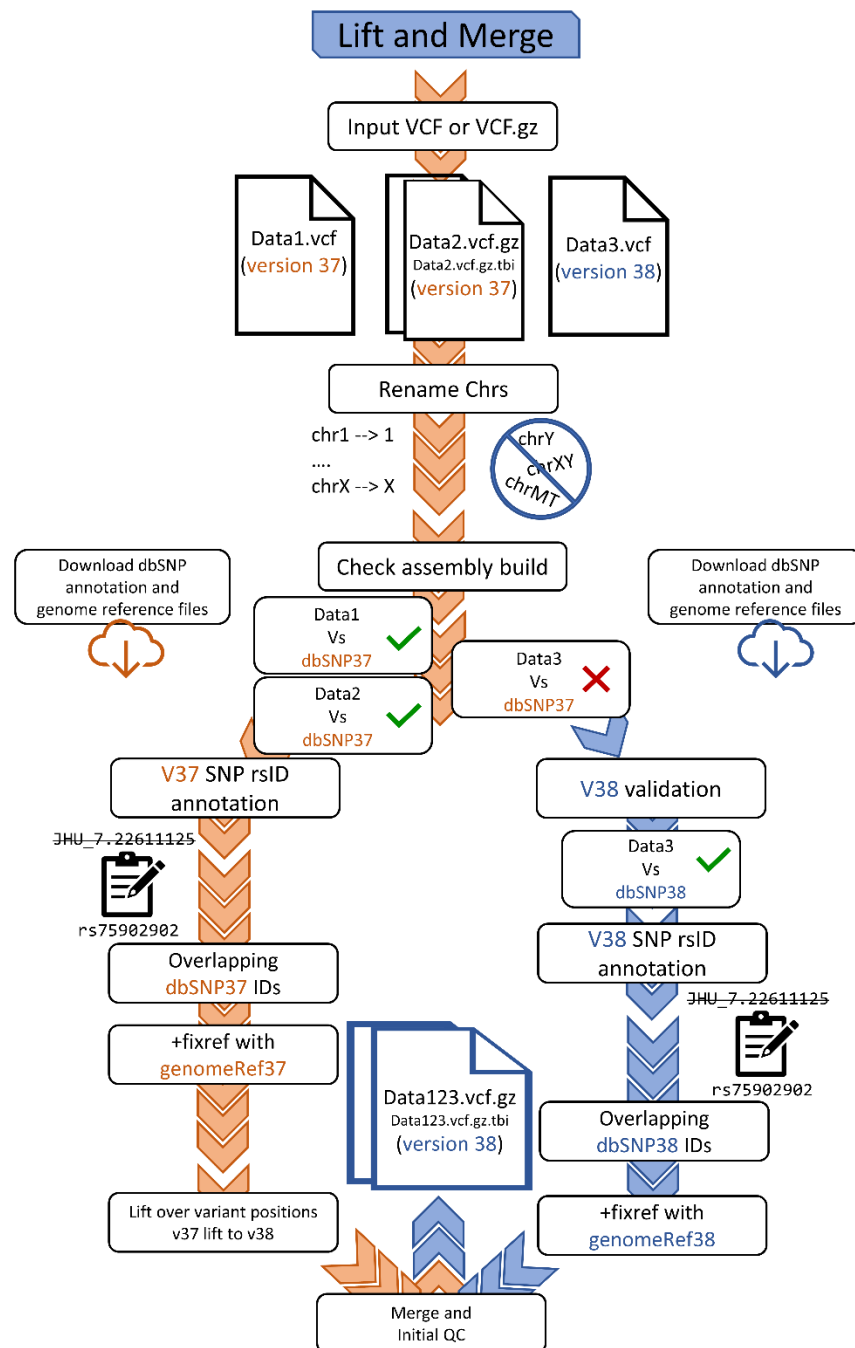 Lift and Merge
Input VCF or VCF.gz
Data1.vcf
(version 37)
Data2.vcf.gz
Data2.vcf.gz.tbi
(version 37)
Data3.vcf
(version 38)
Rename Chrs
chr1 --> 1
....
chrX --> X
chrY
chrXY
chrMT
Check assembly build
Download dbSNP
annotation and
genome reference files
Download dbSNP
annotation and
genome reference files
Data1
Vs
dbSNP37
Data2
Vs
dbSNP37
Data3
Vs
dbSNP37
V37 SNP rsID
annotation
JHU_7.22611125
rs75902902
Overlapping
dbSNP37 IDs
+fixref with
genomeRef37
Lift over variant positions
v37 lift to v38
V38 validation
Data3
Vs
dbSNP38
V38 SNP rsID
annotation
JHU_7.22611125
rs75902902
Overlapping
dbSNP38 IDs
+fixref with
genomeRef38
Data123.vcf.gz
Data123.vcf.gz.tbi
(version 38)
Merge and
Initial QC